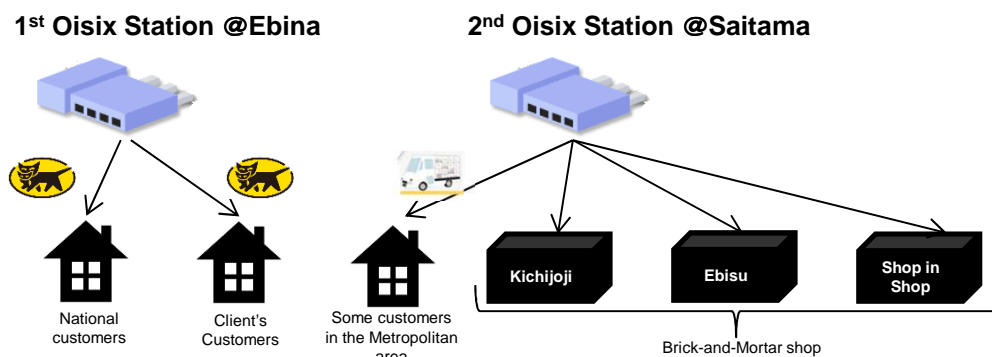 1st Oisix Station @Ebina
2nd Oisix Station @Saitama
Kichijoji
Ebisu
Shop in
Shop
National
customers
Client's
Customers
Some customers
in the Metropolitan
area
Brick-and-Mortar shop